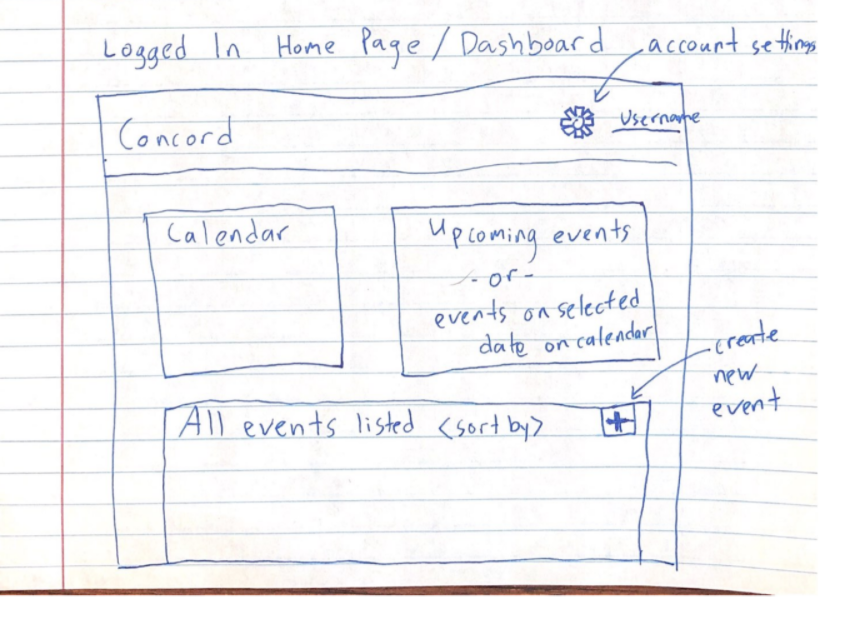 Logged In Home Page / Dashboard
account settings
Concord
Username
Calendar
Upcoming events
- or -
events on selected
date on calendar
create
new
event
All events listed <sort by>
+